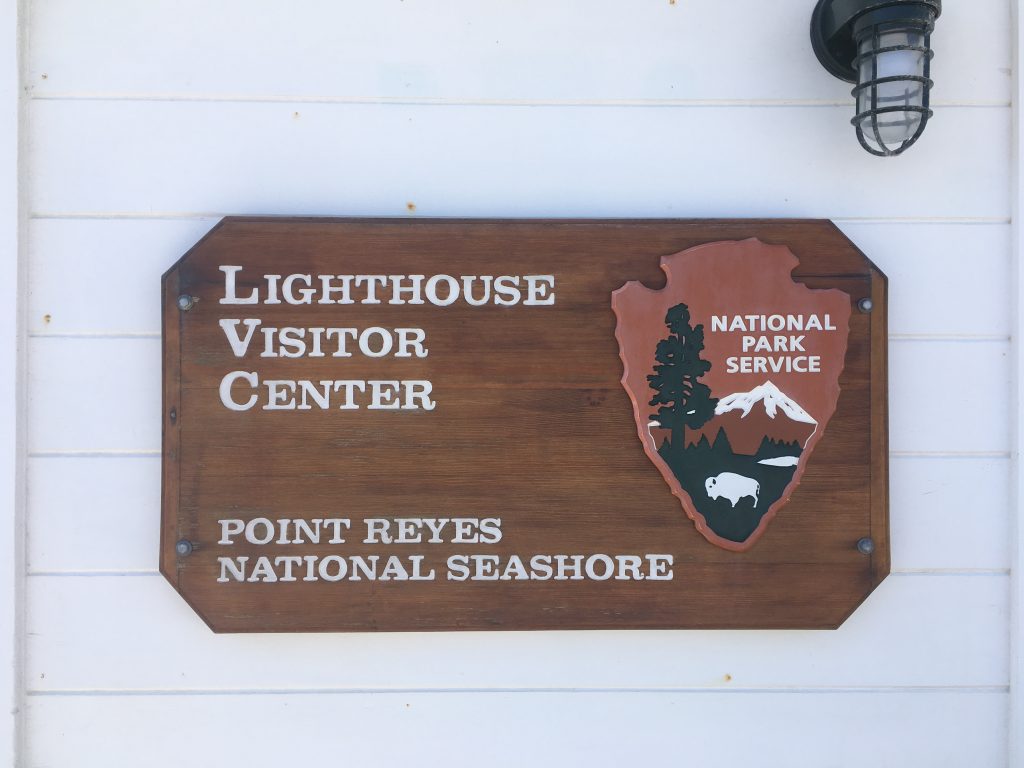 LIGHTHOUSE
VISITOR
CENTER
POINT REYES
NATIONAL SEASHORE
NATIONAL
PARK
SERVICE